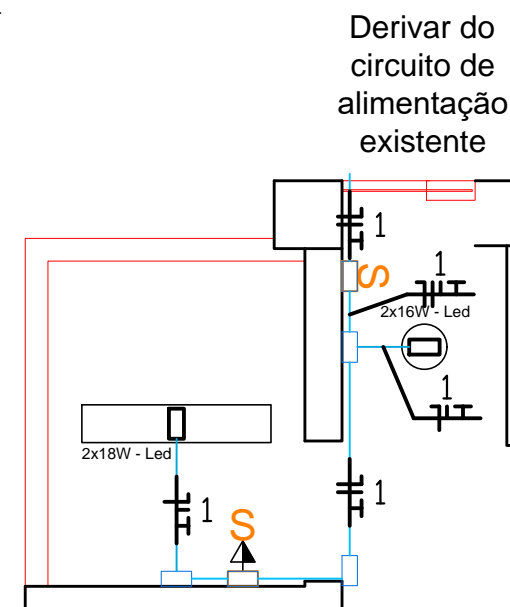 Derivar do
circuito de
alimentação
existente
1
S
1
2x16W - Led
1
2x18W - Led
1
S
1